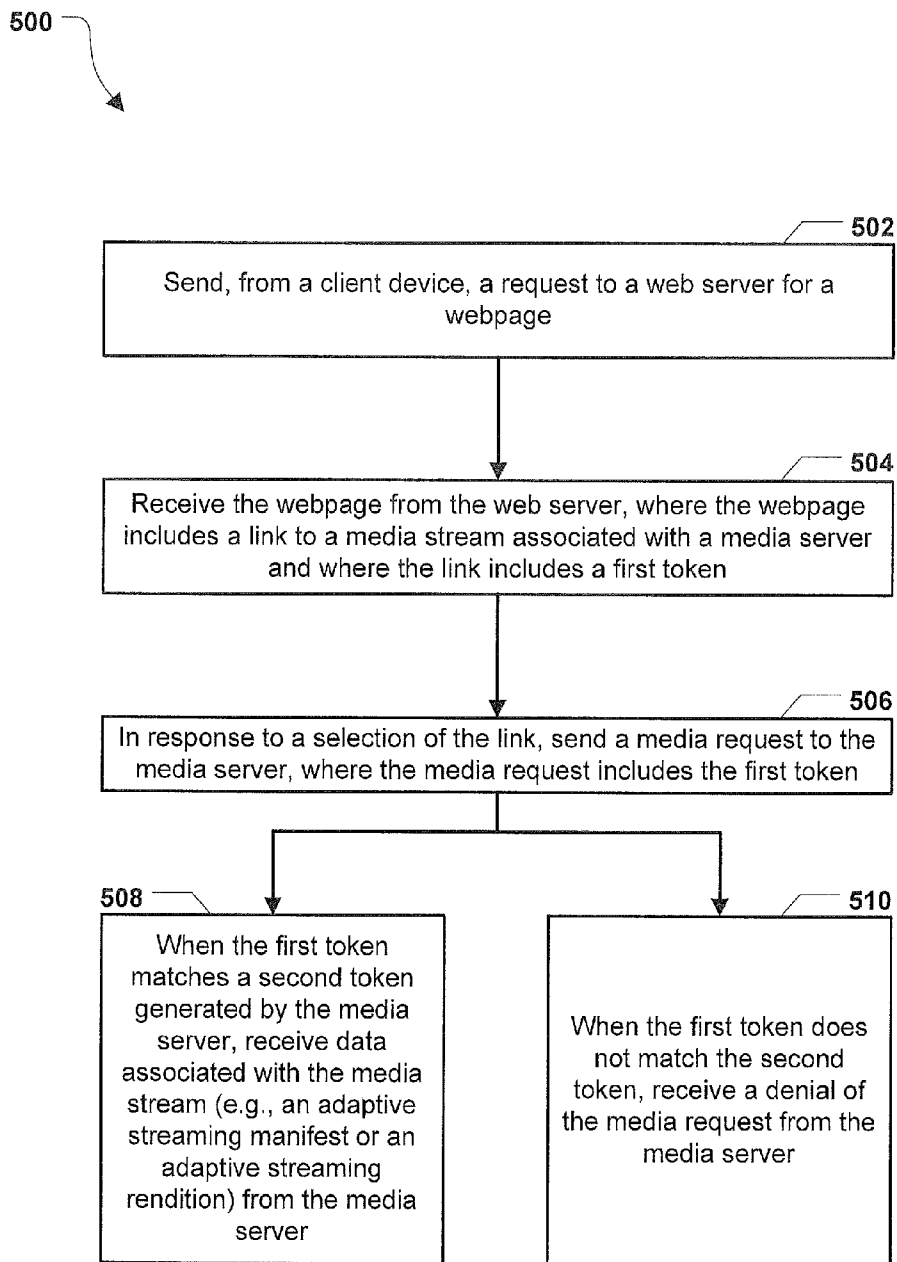 500
502
Send, from a client device, a request to a web server for a
webpage
504
Receive the webpage from the web server, where the webpage
includes a link to a media stream associated with a media server
and where the link includes a first token
506
In response to a selection of the link, send a media request to the
media server, where the media request includes the first token
508
When the first token
matches a second token
generated by the media
server, receive data
associated with the media
stream (e.g., an adaptive
streaming manifest or an
adaptive streaming
rendition) from the media
server
510
When the first token does
not match the second
token, receive a denial of
the media request from the
media server